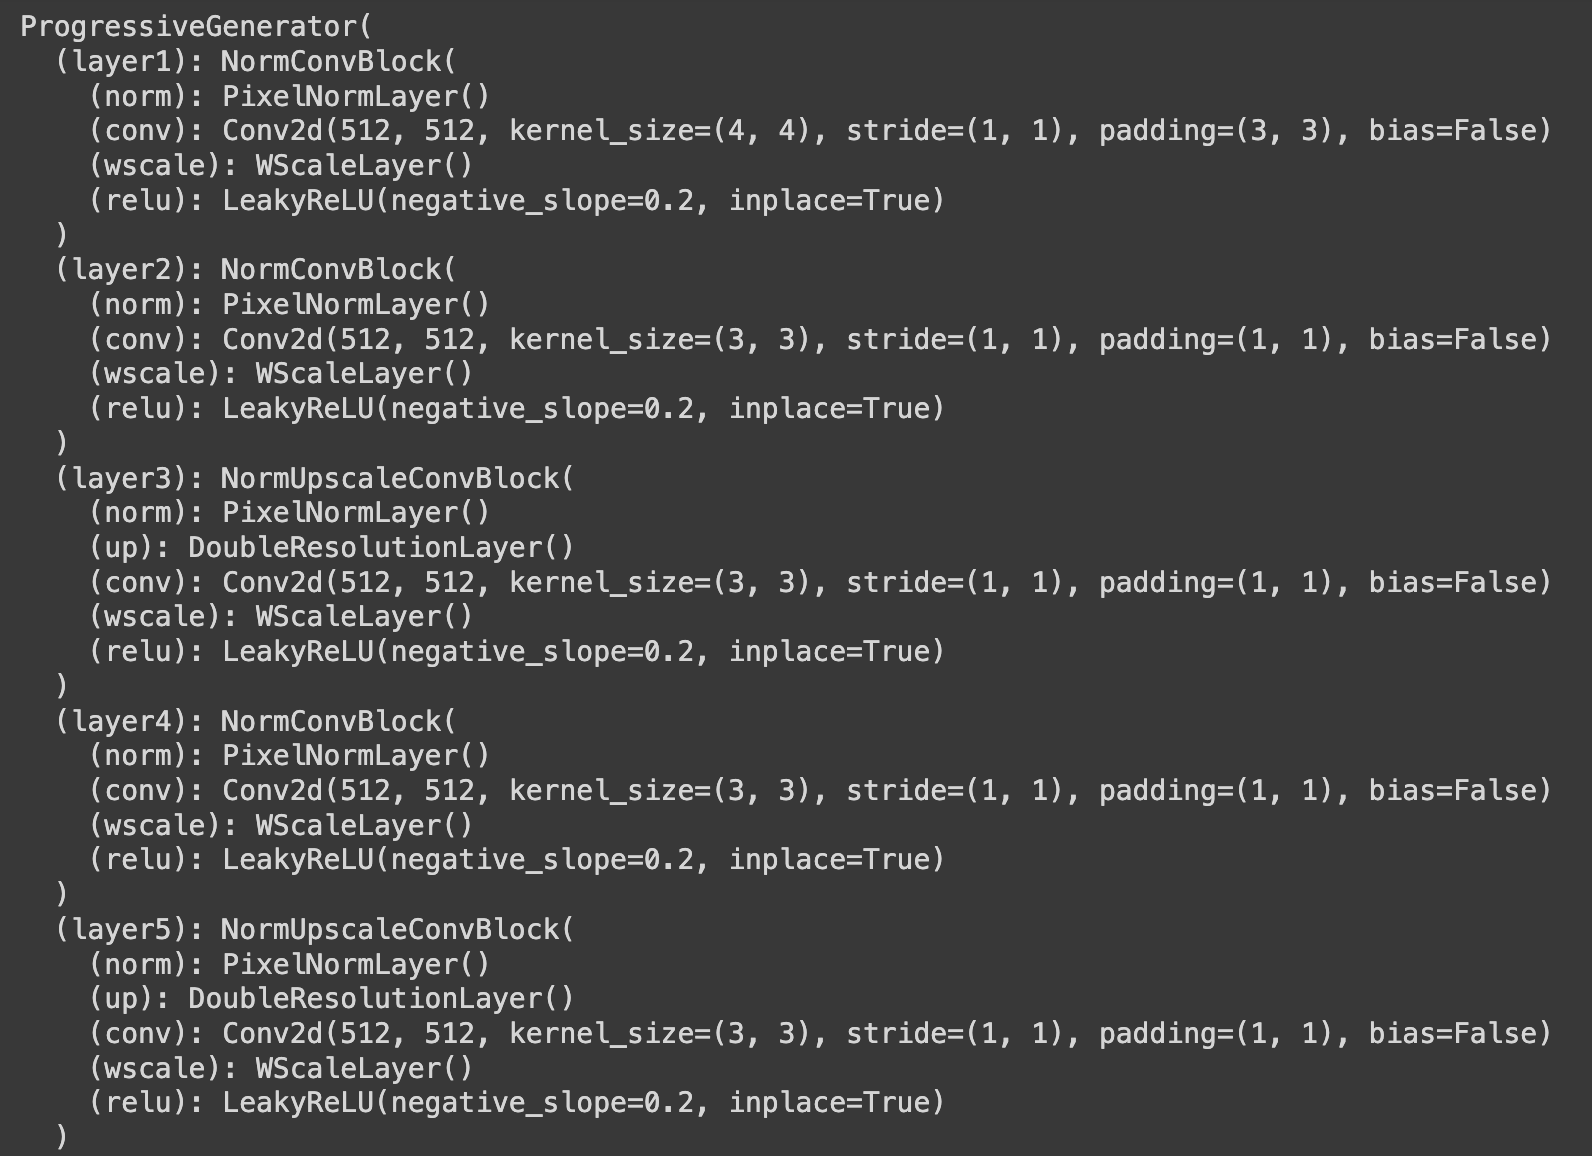 ProgressiveGenerator(
  (layer1): NormConvBlock(
    (norm): PixelNormLayer()
    (conv): Conv2d(512, 512, kernel_size=(4, 4), stride=(1, 1), padding=(3, 3), bias=False)
    (wscale): WScaleLayer()
    (relu): LeakyReLU(negative_slope=0.2, inplace=True)
  )
  (layer2): NormConvBlock(
    (norm): PixelNormLayer()
    (conv): Conv2d(512, 512, kernel_size=(3, 3), stride=(1, 1), padding=(1, 1), bias=False)
    (wscale): WScaleLayer()
    (relu): LeakyReLU(negative_slope=0.2, inplace=True)
  )
  (layer3): NormUpscaleConvBlock(
    (norm): PixelNormLayer()
    (up): DoubleResolutionLayer()
    (conv): Conv2d(512, 512, kernel_size=(3, 3), stride=(1, 1), padding=(1, 1), bias=False)
    (wscale): WScaleLayer()
    (relu): LeakyReLU(negative_slope=0.2, inplace=True)
  )
  (layer4): NormConvBlock(
    (norm): PixelNormLayer()
    (conv): Conv2d(512, 512, kernel_size=(3, 3), stride=(1, 1), padding=(1, 1), bias=False)
    (wscale): WScaleLayer()
    (relu): LeakyReLU(negative_slope=0.2, inplace=True)
  )
  (layer5): NormUpscaleConvBlock(
    (norm): PixelNormLayer()
    (up): DoubleResolutionLayer()
    (conv): Conv2d(512, 512, kernel_size=(3, 3), stride=(1, 1), padding=(1, 1), bias=False)
    (wscale): WScaleLayer()
    (relu): LeakyReLU(negative_slope=0.2, inplace=True)
  )